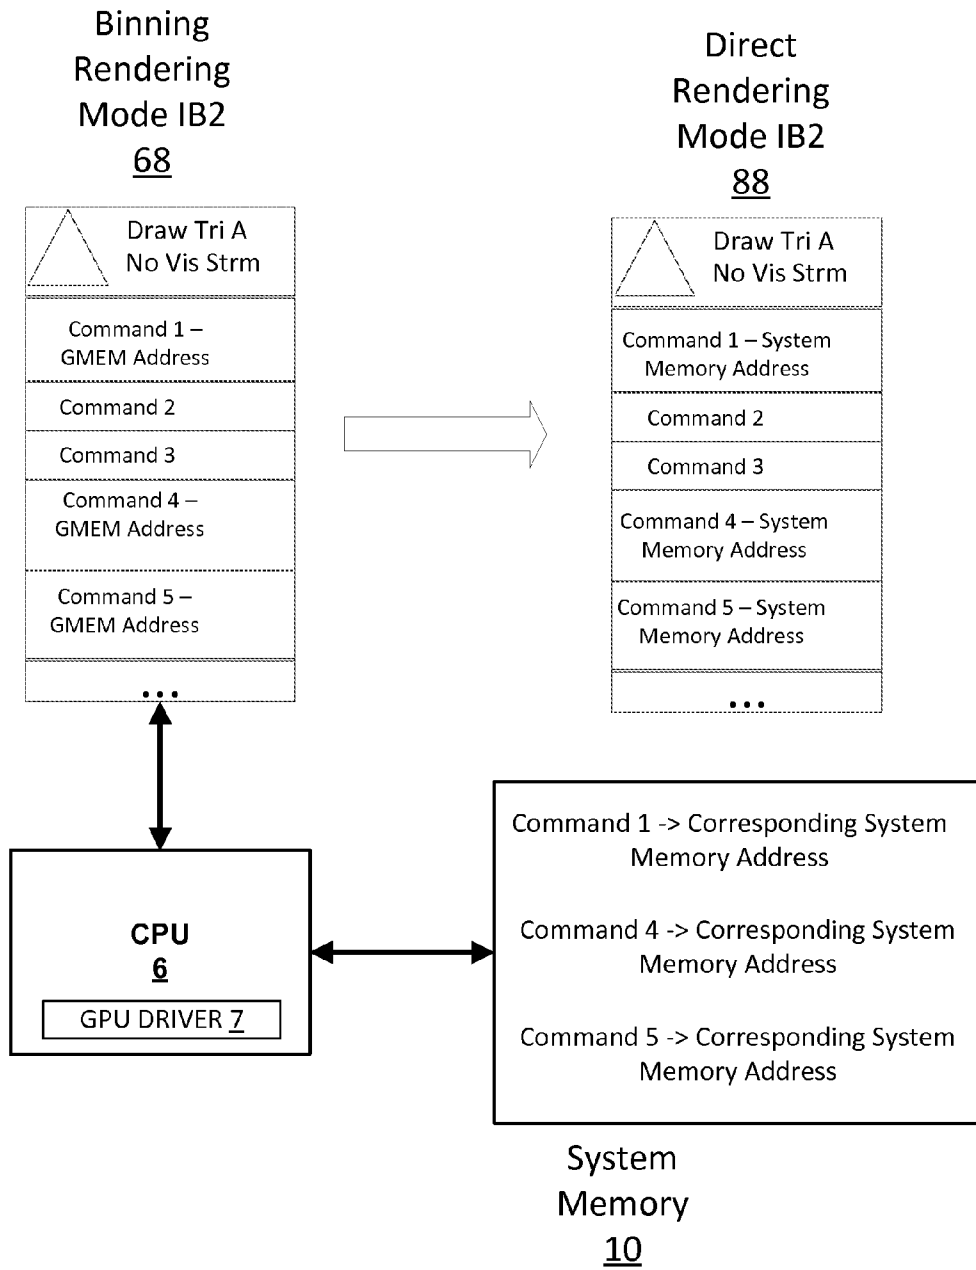 Binning
Rendering
Mode IB2
68
Draw Tri A
No Vis Strm
Command 1 –
GMEM Address
Command 2
Command 3
Command 4 –
GMEM Address
Command 5 –
GMEM Address
...
Direct
Rendering
Mode IB2
88
Draw Tri A
No Vis Strm
Command 1 – System
Memory Address
Command 2
Command 3
Command 4 – System
Memory Address
Command 5 – System
Memory Address
...
CPU
6
GPU DRIVER 7
Command 1 -> Corresponding System
Memory Address
Command 4 -> Corresponding System
Memory Address
Command 5 -> Corresponding System
Memory Address
System
Memory
10